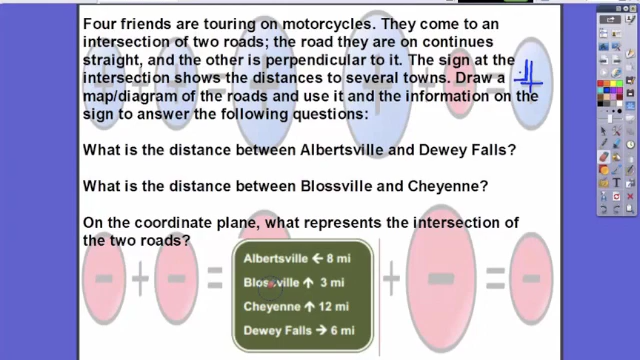 Four friends are touring on motorcycles. They come to an
intersection of two roads; the road they are on continues
straight, and the other is perpendicular to it. The sign at the
intersection shows the distances to several towns. Draw a
map/diagram of the roads and use it and the information on the
sign to answer the following questions:
What is the distance between Albertsville and Dewey Falls?
What is the distance between Blossville and Cheyenne?
On the coordinate plane, what represents the intersection of
the two roads?
Albertsville ← 8 mi
Blossville ↑ 3 mi
Cheyenne ↑ 12 mi
Dewey Falls → 6 mi
- + - = - + - = -